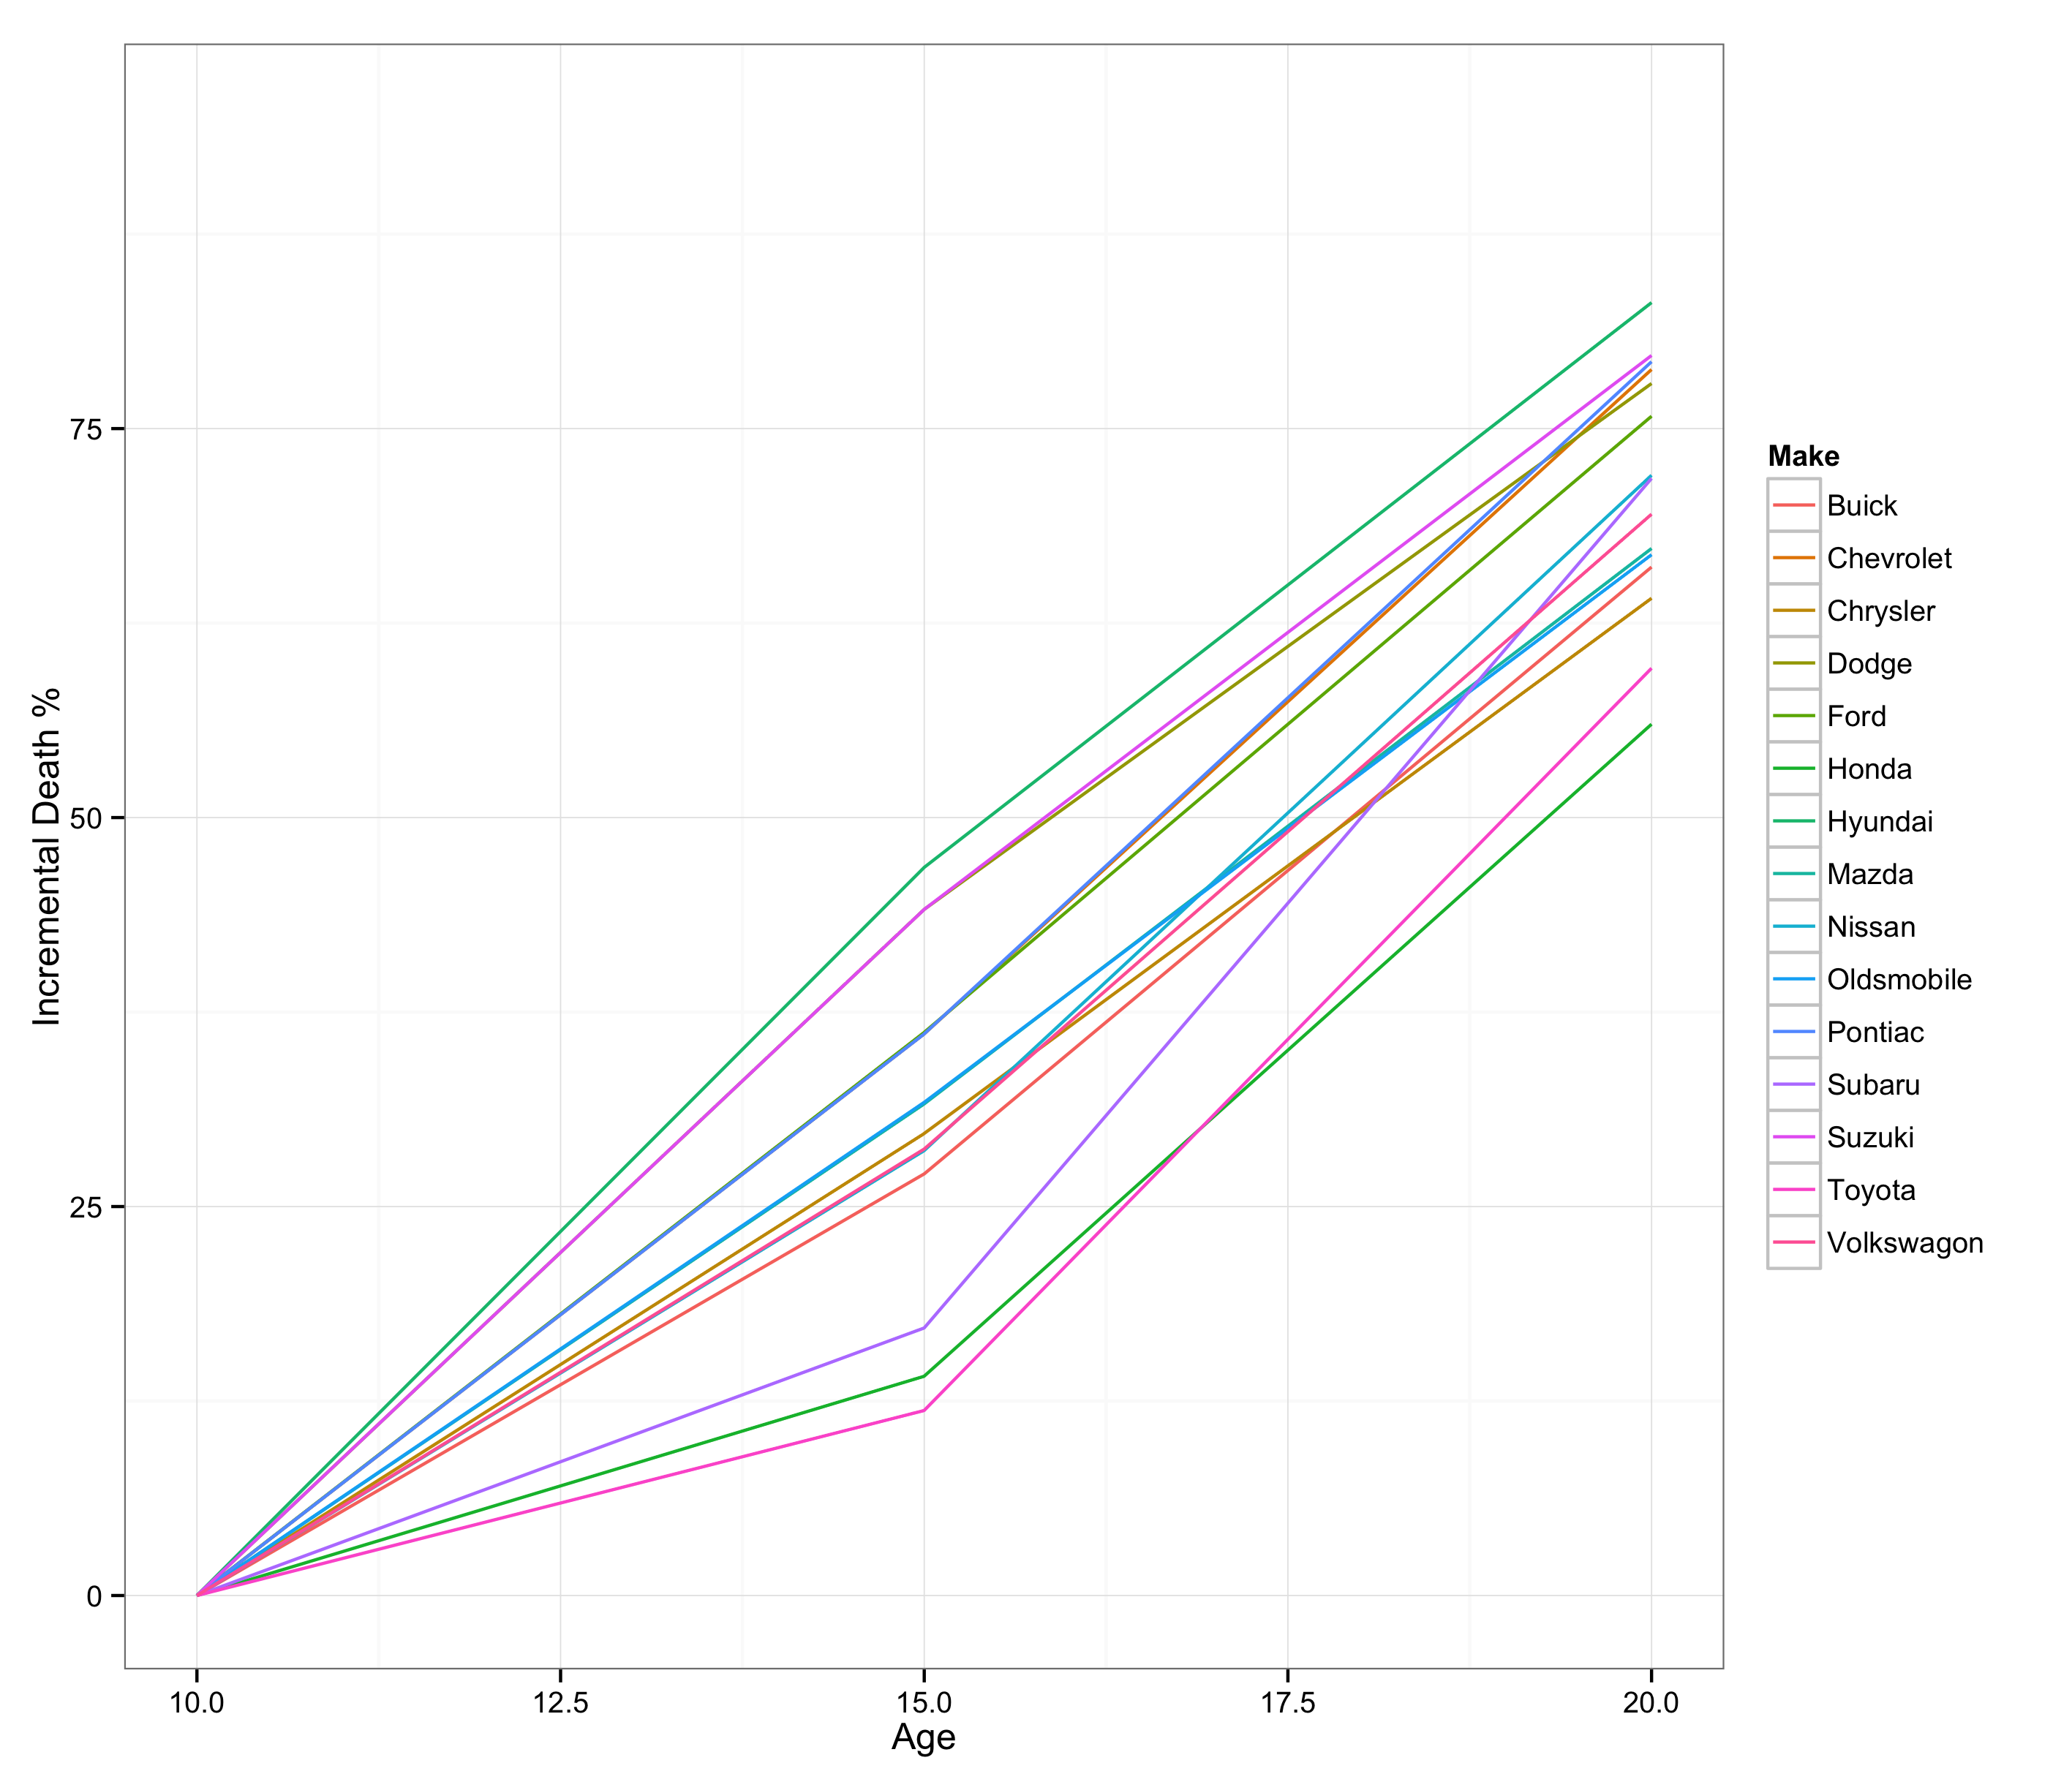 Incremental Death %
75
50
25
0
10.0 12.5 15.0 17.5 20.0
Age
Make
Buick
Chevrolet
Chrysler
Dodge
Ford
Honda
Hyundai
Mazda
Nissan
Oldsmobile
Pontiac
Subaru
Suzuki
Toyota
Volkswagon